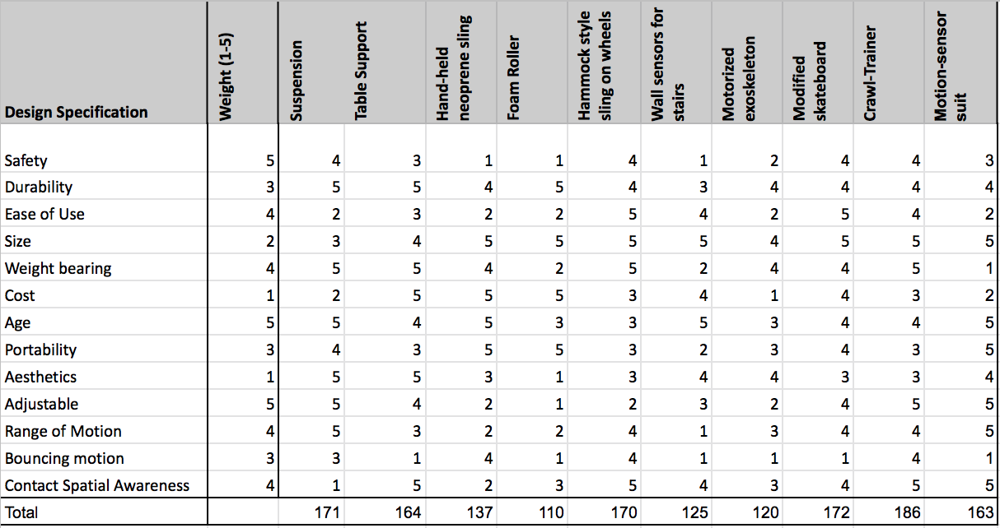 Design Specification Weight (1-5) Suspension Table Support Hand-held neoprene sling Foam Roller Hammock style sling on wheels Wall sensors for stairs Motorized exoskeleton Modified skateboard Crawl-Trainer Motion-sensor suit
Safety 5 4 3 1 1 4 1 2 4 4 3
Durability 3 5 5 4 5 4 3 4 4 4 4
Ease of Use 4 2 3 2 2 5 4 2 5 4 2
Size 2 3 4 5 5 5 5 4 5 5 5
Weight bearing 4 5 5 4 2 5 2 4 4 5 1
Cost 1 2 5 5 5 3 4 1 4 3 2
Age 5 5 4 5 3 3 5 3 4 4 5
Portability 3 4 3 5 5 3 2 3 4 3 5
Aesthetics 1 5 5 3 1 3 4 4 3 3 4
Adjustable 5 5 4 2 1 2 3 2 4 5 5
Range of Motion 4 5 3 2 2 4 1 3 4 4 5
Bouncing motion 3 3 1 4 1 4 1 1 1 4 1
Contact Spatial Awareness 4 1 5 2 3 5 4 3 4 5 5
Total 171 164 137 110 170 125 120 172 186 163